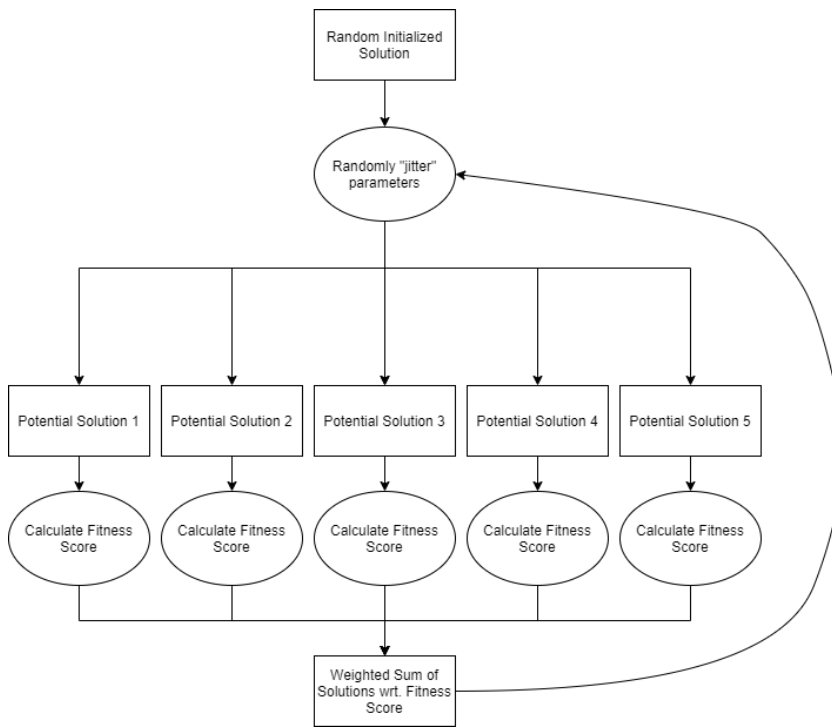 Random Initialized
Solution
Randomly "jitter"
parameters
Potential Solution 1
Potential Solution 2
Potential Solution 3
Potential Solution 4
Potential Solution 5
Calculate Fitness
Score
Calculate Fitness
Score
Calculate Fitness
Score
Calculate Fitness
Score
Calculate Fitness
Score
Weighted Sum of
Solutions wrt. Fitness
Score